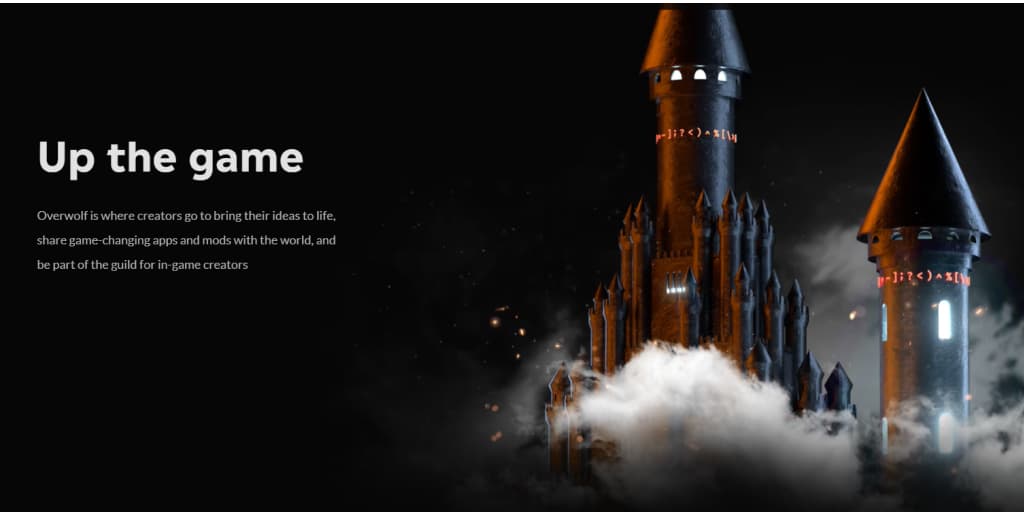 Up the game
Overwolf is where creators go to bring their ideas to life,
share game-changing apps and mods with the world, and
be part of the guild for in-game creators
-];?<)^%[\
-];?<)^%[\